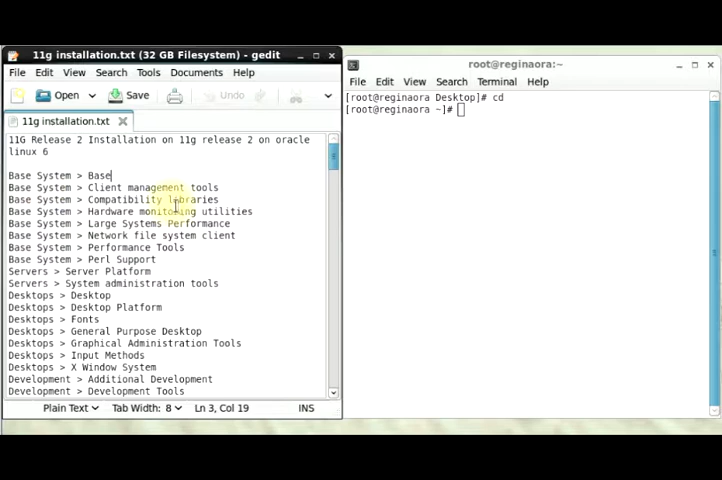 11g installation.txt (32 GB Filesystem) - gedit
File Edit View Search Tools Documents Help
Open Save Undo
11g installation.txt
11G Release 2 Installation on 11g release 2 on oracle
linux 6
Base System > Base
Base System > Client management tools
Base System > Compatibility libraries
Base System > Hardware monitoring utilities
Base System > Large Systems Performance
Base System > Network file system client
Base System > Performance Tools
Base System > Perl Support
Servers > Server Platform
Servers > System administration tools
Desktops > Desktop
Desktops > Desktop Platform
Desktops > Fonts
Desktops > General Purpose Desktop
Desktops > Graphical Administration Tools
Desktops > Input Methods
Desktops > X Window System
Development > Additional Development
Development > Development Tools
Plain Text Tab Width: 8 Ln 3, Col 19 INS
root@reginaora:~
File Edit View Search Terminal Help
[root@reginaora Desktop]# cd
[root@reginaora ~]#